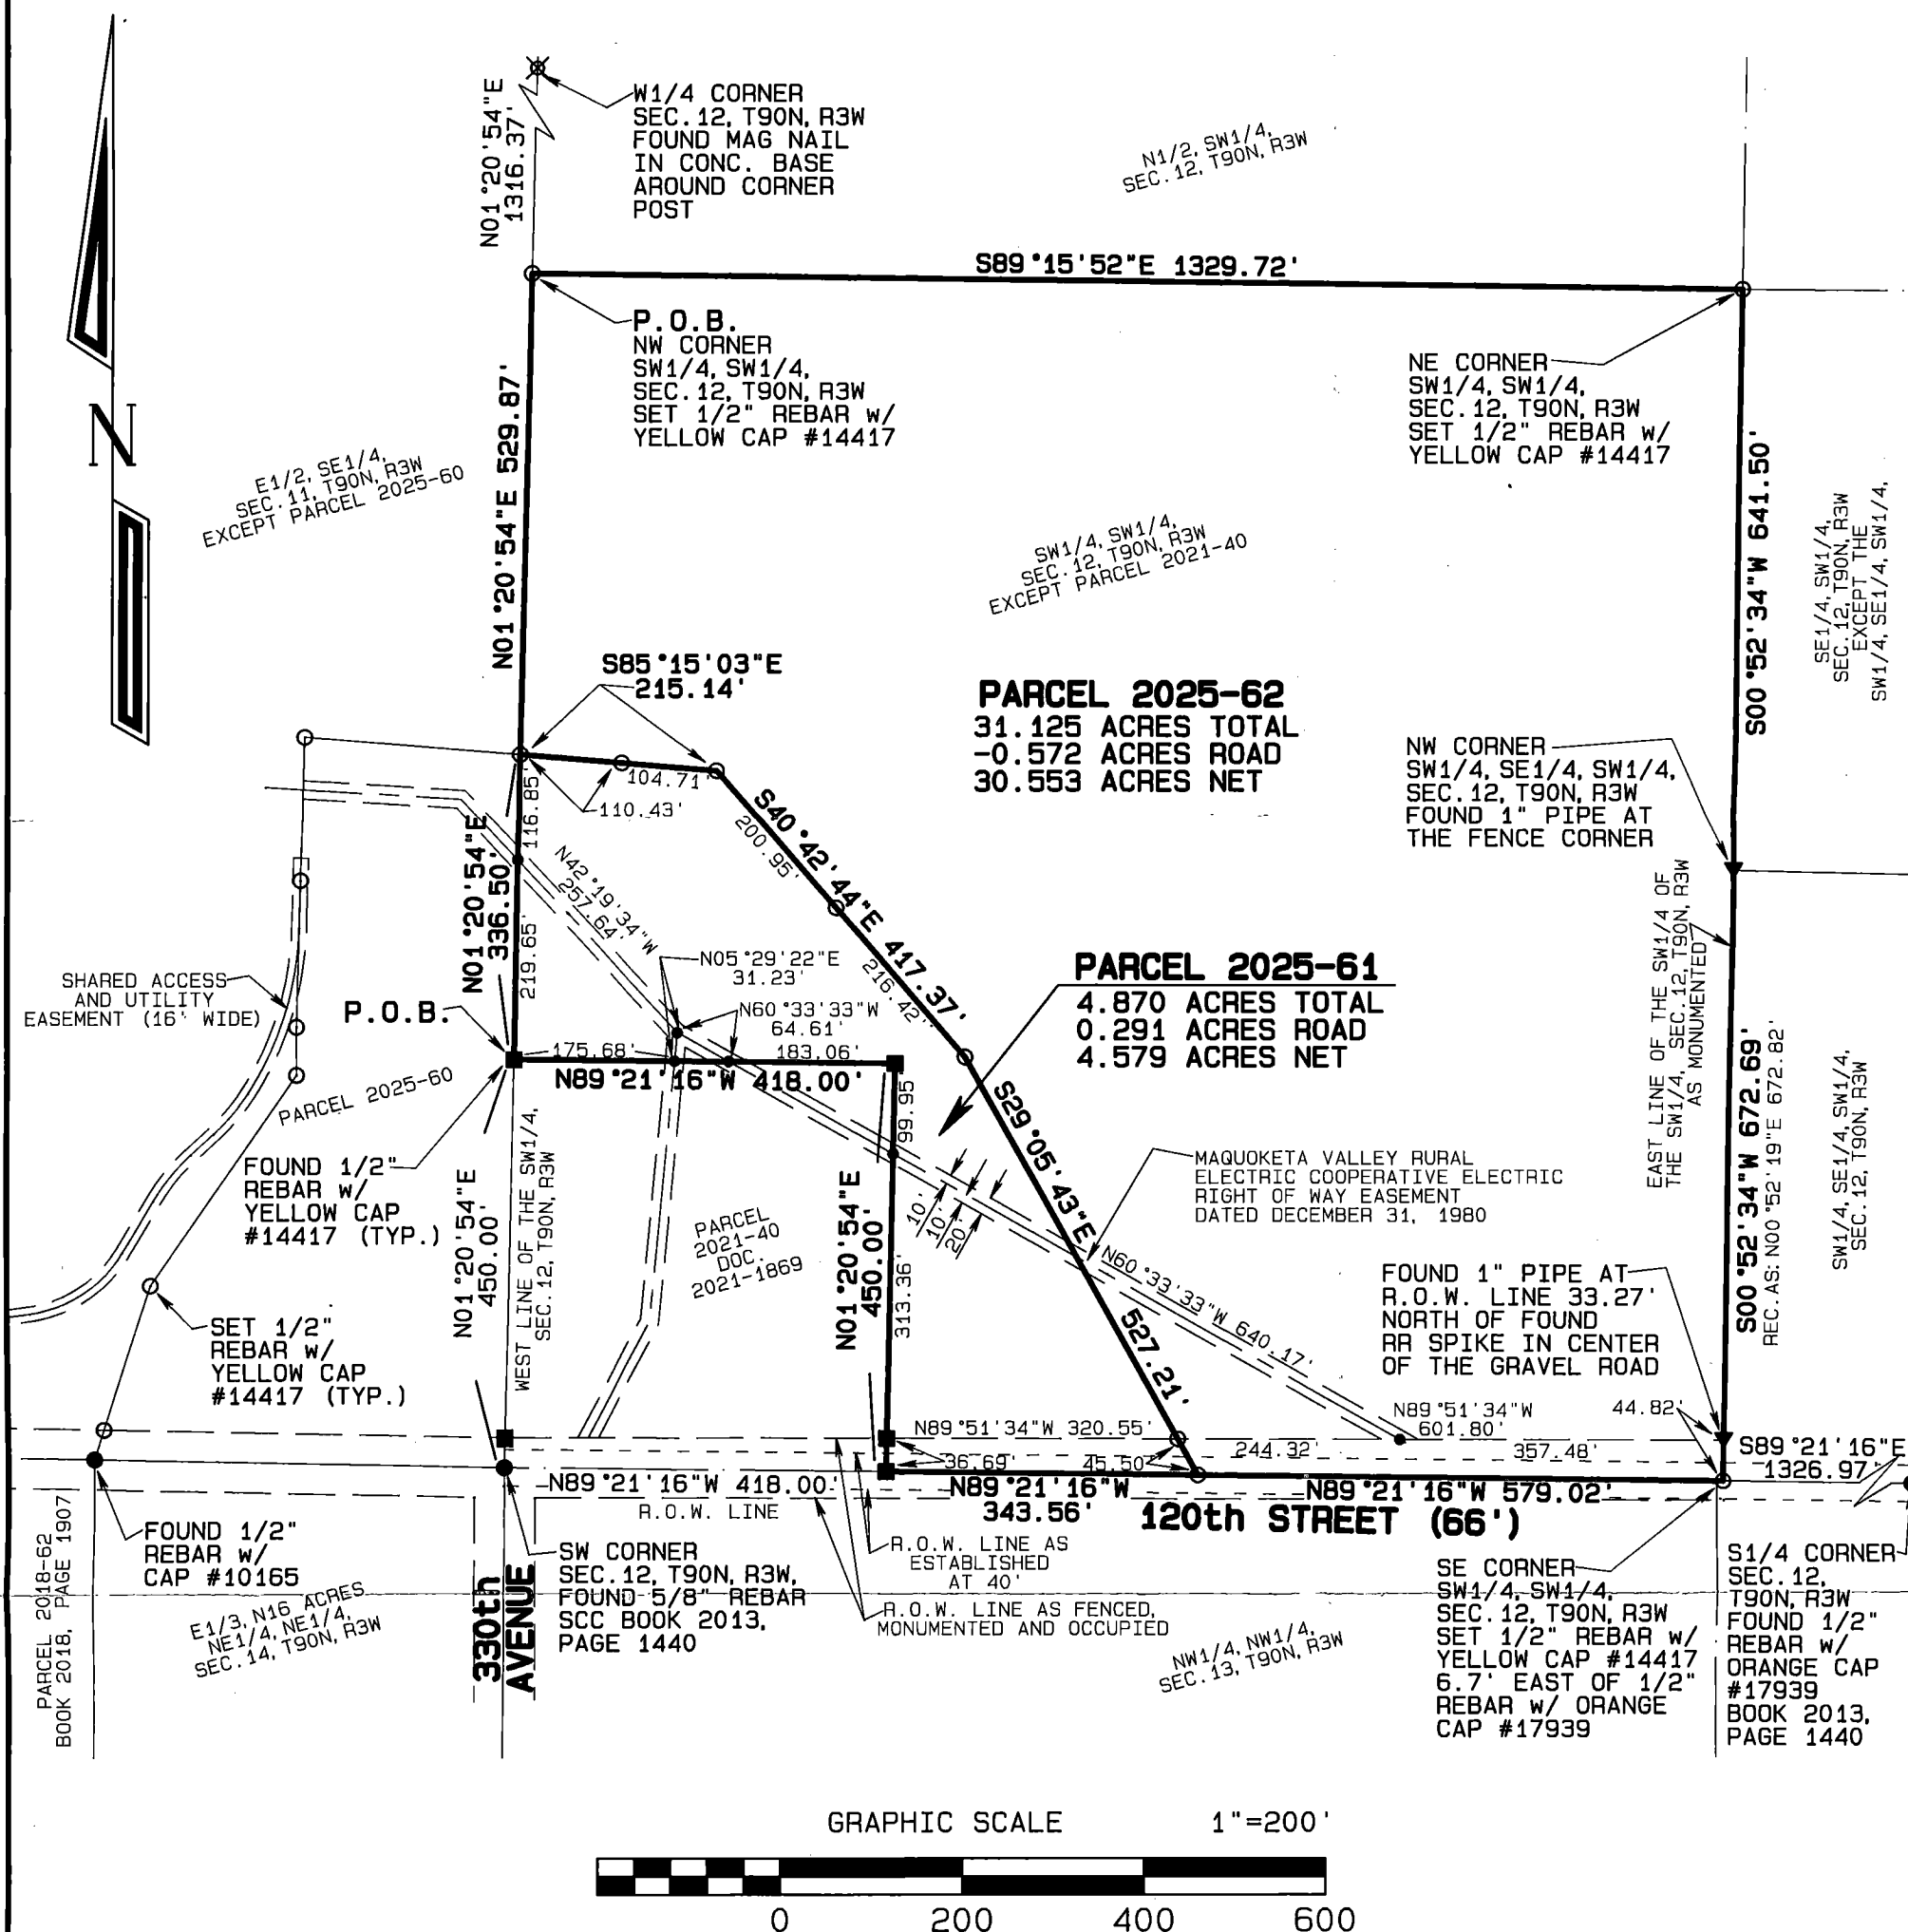 N01°20'54"E
1316.37'
W1/4 CORNER
SEC.12, T90N, R3W
FOUND MAG NAIL
IN CONC. BASE
AROUND CORNER
POST
N1/2, SW1/4,
SEC.12, T90N, R3W
S89°15'52"E 1329.72'
P.O.B.
NW CORNER
SW1/4, SW1/4,
SEC.12, T90N, R3W
SET 1/2" REBAR w/
YELLOW CAP #14417
NE CORNER
SW1/4, SW1/4,
SEC.12, T90N, R3W
SET 1/2" REBAR w/
YELLOW CAP #14417
N
E1/2, SE1/4,
SEC.11, T90N, R3W
EXCEPT PARCEL 2025-60
N01°20'54"E 529.87'
SW1/4, SW1/4,
SEC.12, T90N, R3W
EXCEPT PARCEL 2021-40
S00°52'34"W 641.50'
SE1/4, SW1/4,
SEC.12, T90N, R3W
EXCEPT THE
SW1/4, SE1/4, SW1/4,
S85°15'03"E
215.14'
PARCEL 2025-62
31.125 ACRES TOTAL
-0.572 ACRES ROAD
30.553 ACRES NET
NW CORNER
SW1/4, SE1/4, SW1/4,
SEC.12, T90N, R3W
FOUND 1" PIPE AT
THE FENCE CORNER
104.71'
110.43'
116.85'
N01°20'54"E
336.50'
219.65'
S40°42'44"E 417.37'
200.95'
216.42'
N42°19'34"W
257.64'
N05°29'22"E
31.23'
N60°33'33"W
64.61'
SHARED ACCESS
AND UTILITY
EASEMENT (16' WIDE)
P.O.B.
175.68'
183.06'
N89°21'16"W 418.00'
PARCEL 2025-61
4.870 ACRES TOTAL
0.291 ACRES ROAD
4.579 ACRES NET
EAST LINE OF THE SW1/4 OF
THE SW1/4, SEC.12, T90N, R3W
AS MONUMENTED
S00°52'34"W 672.69'
REC. AS: N00°52'19"E 672.82'
SW1/4, SE1/4, SW1/4,
SEC.12, T90N, R3W
PARCEL 2025-60
FOUND 1/2"
REBAR w/
YELLOW CAP
#14417 (TYP.)
N01°20'54"E
450.00'
WEST LINE OF THE SW1/4,
SEC.12, T90N, R3W
PARCEL
2021-40
DOC.
2021-1869
99.95
N01°20'54"E
450.00'
313.36'
10'
10'
20'
S29°05'43"E
527.21'
MAQUOKETA VALLEY RURAL
ELECTRIC COOPERATIVE ELECTRIC
RIGHT OF WAY EASEMENT
DATED DECEMBER 31, 1980
N60°33'33"W 640.17'
FOUND 1" PIPE AT
R.O.W. LINE 33.27'
NORTH OF FOUND
RR SPIKE IN CENTER
OF THE GRAVEL ROAD
SET 1/2"
REBAR w/
YELLOW CAP
#14417 (TYP.)
N89°51'34"W 320.55'
N89°51'34"W
601.80'
44.82'
244.32'
357.48'
S89°21'16"E
1326.97'
36.69'
45.50'
N89°21'16"W 418.00'
R.O.W. LINE
N89°21'16"W
343.56'
N89°21'16"W 579.02'
120th STREET (66')
PARCEL 2018-62
BOOK 2018, PAGE 1907
FOUND 1/2"
REBAR w/
CAP #10165
E1/3, N16 ACRES
NE1/4, NE1/4,
SEC.14, T90N, R3W
330th
AVENUE
SW CORNER
SEC.12, T90N, R3W,
FOUND 5/8" REBAR
SCC BOOK 2013,
PAGE 1440
R.O.W. LINE AS
ESTABLISHED
AT 40'
R.O.W. LINE AS FENCED,
MONUMENTED AND OCCUPIED
NW1/4, NW1/4,
SEC.13, T90N, R3W
SE CORNER
SW1/4, SW1/4,
SEC.12, T90N, R3W
SET 1/2" REBAR w/
YELLOW CAP #14417
6.7' EAST OF 1/2"
REBAR w/ ORANGE
CAP #17939
S1/4 CORNER
SEC.12,
T90N, R3W
FOUND 1/2"
REBAR w/
ORANGE CAP
#17939
BOOK 2013,
PAGE 1440
GRAPHIC SCALE 1"=200'
0 200 400 600